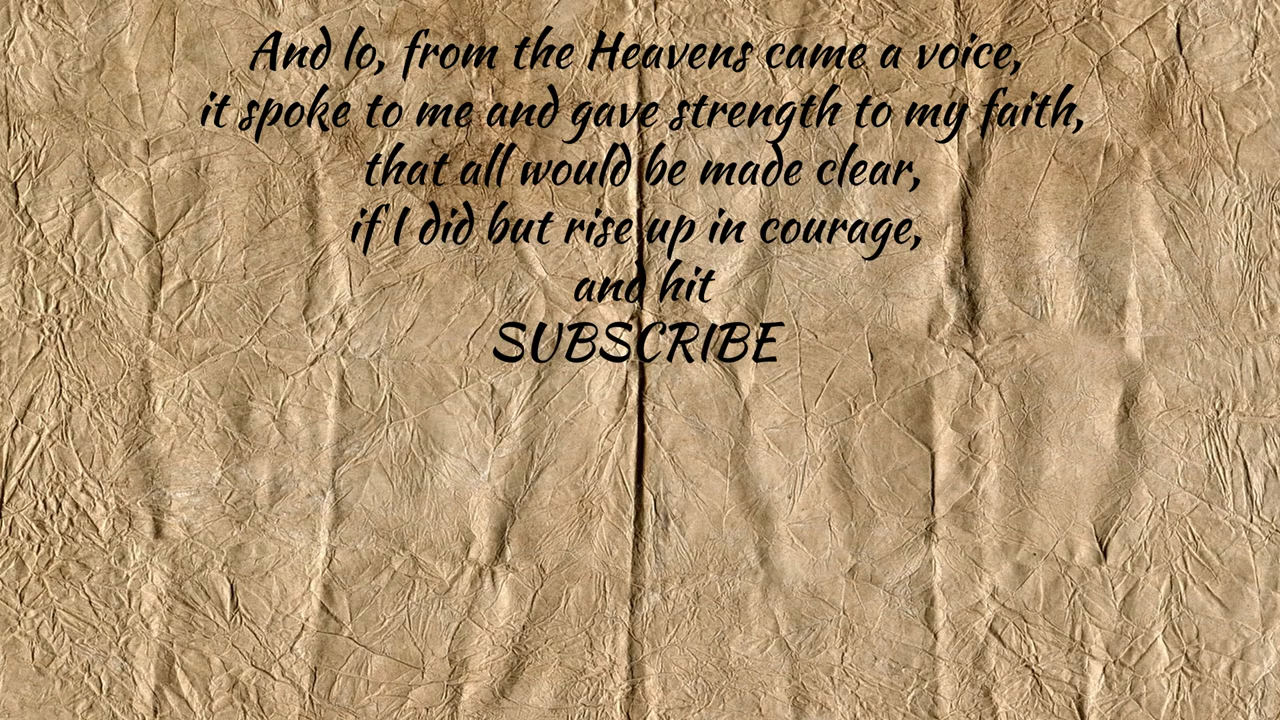 And lo, from the Heavens came a voice,
it spoke to me and gave strength to my faith,
that all would be made clear,
if I did but rise up in courage,
and hit
SUBSCRIBE